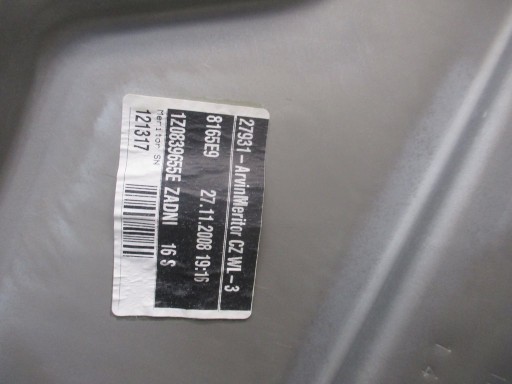 27931 - ArvinMeritor CZ WL - 3
8165E9 27.11.2008 19:16
1Z0839655E ZADNI 16 S
Meritor SN
121317